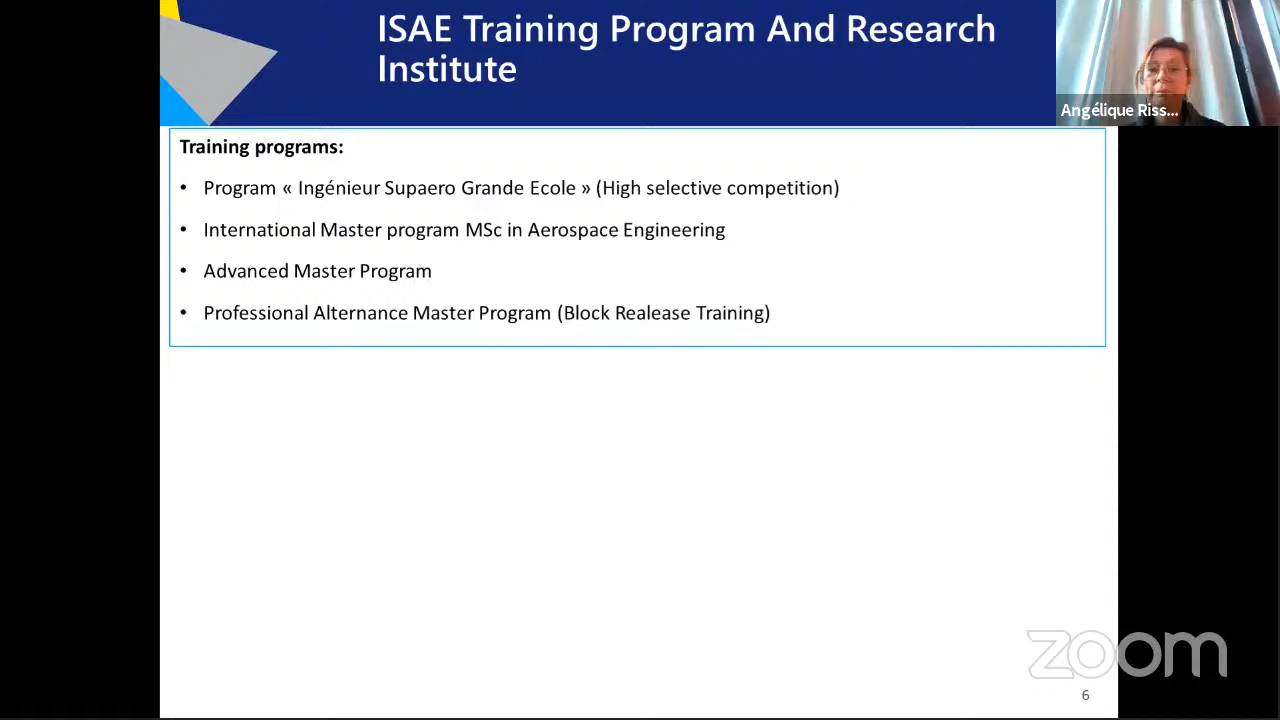 ISAE Training Program And Research
Institute
Angélique Riss...
Training programs:
• Program « Ingénieur Supaero Grande Ecole » (High selective competition)
• International Master program MSc in Aerospace Engineering
• Advanced Master Program
• Professional Alternance Master Program (Block Realease Training)
zoom
6